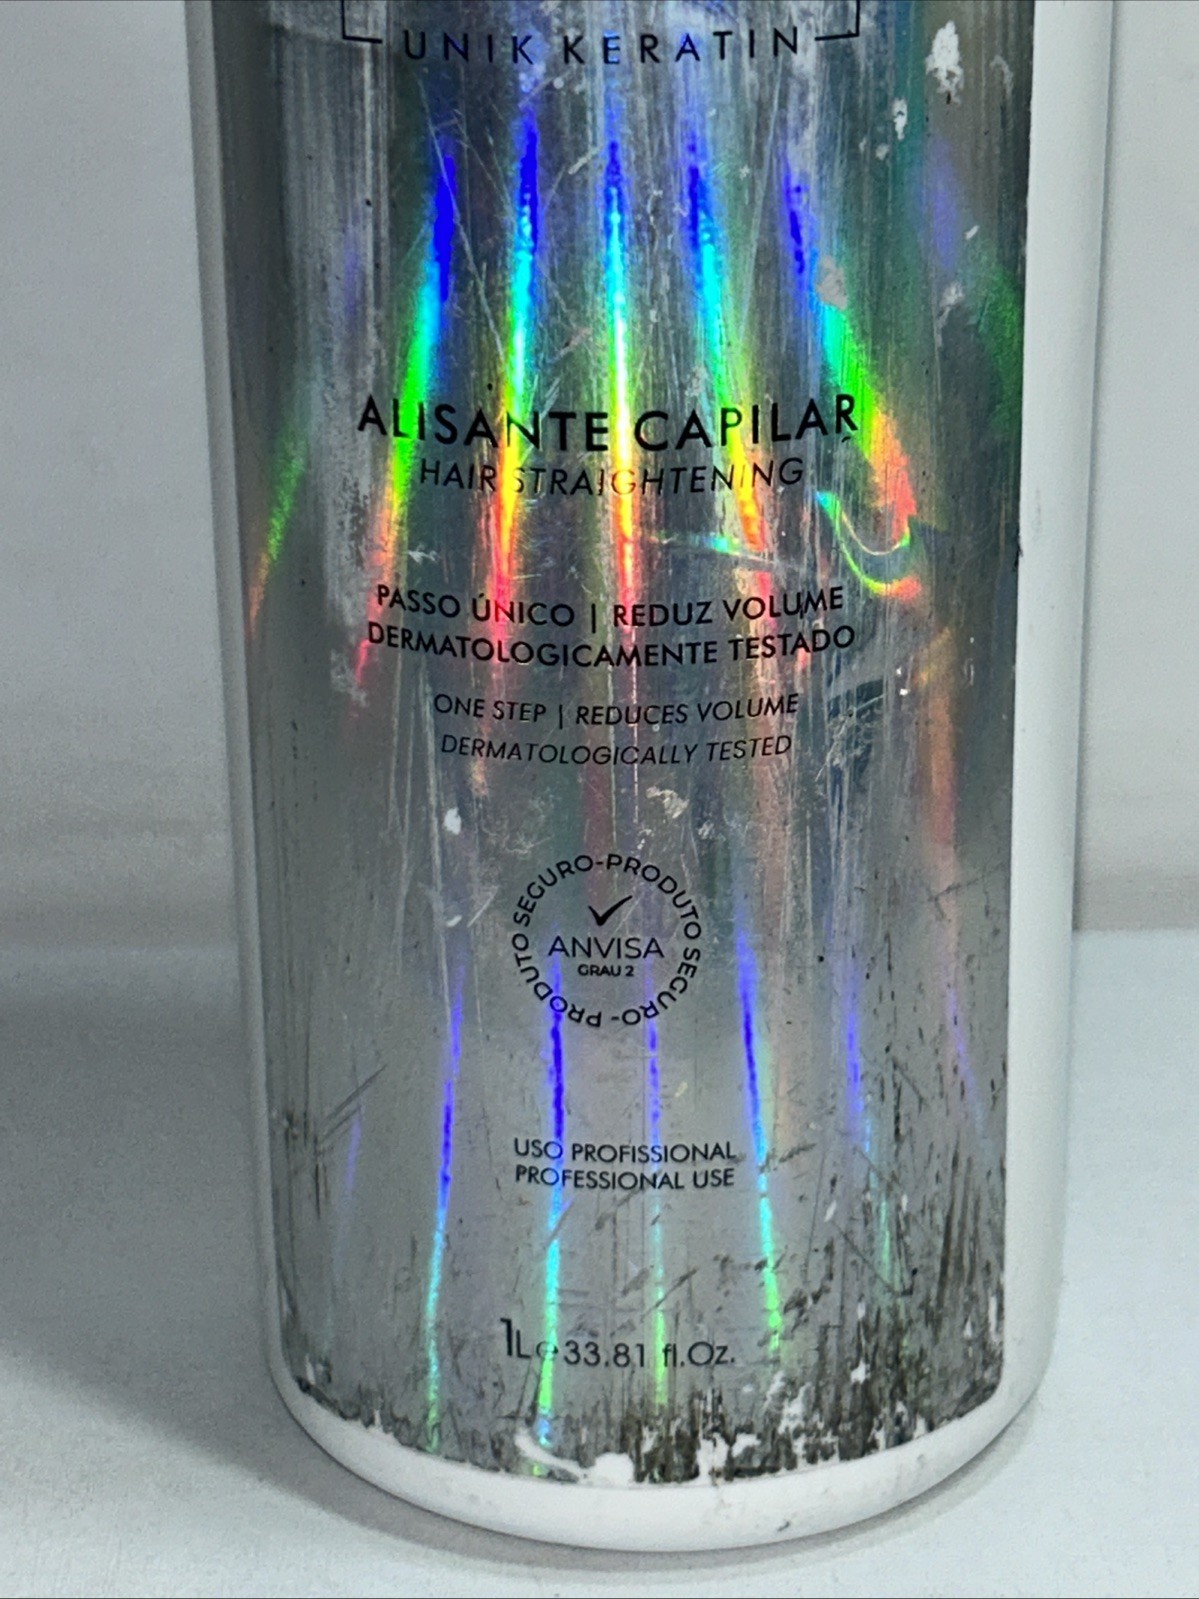 UNIK KERATIN
ALISANTE CAPILAR
HAIR STRAIGHTENING
PASSO ÚNICO | REDUZ VOLUME
DERMATOLOGICAMENTE TESTADO
ONE STEP | REDUCES VOLUME
DERMATOLOGICALLY TESTED
PRODUTO SEGURO-PRODUTO SEGURO-
ANVISA
GRAU 2
USO PROFISSIONAL
PROFESSIONAL USE
1L e 33.81 fl.Oz.